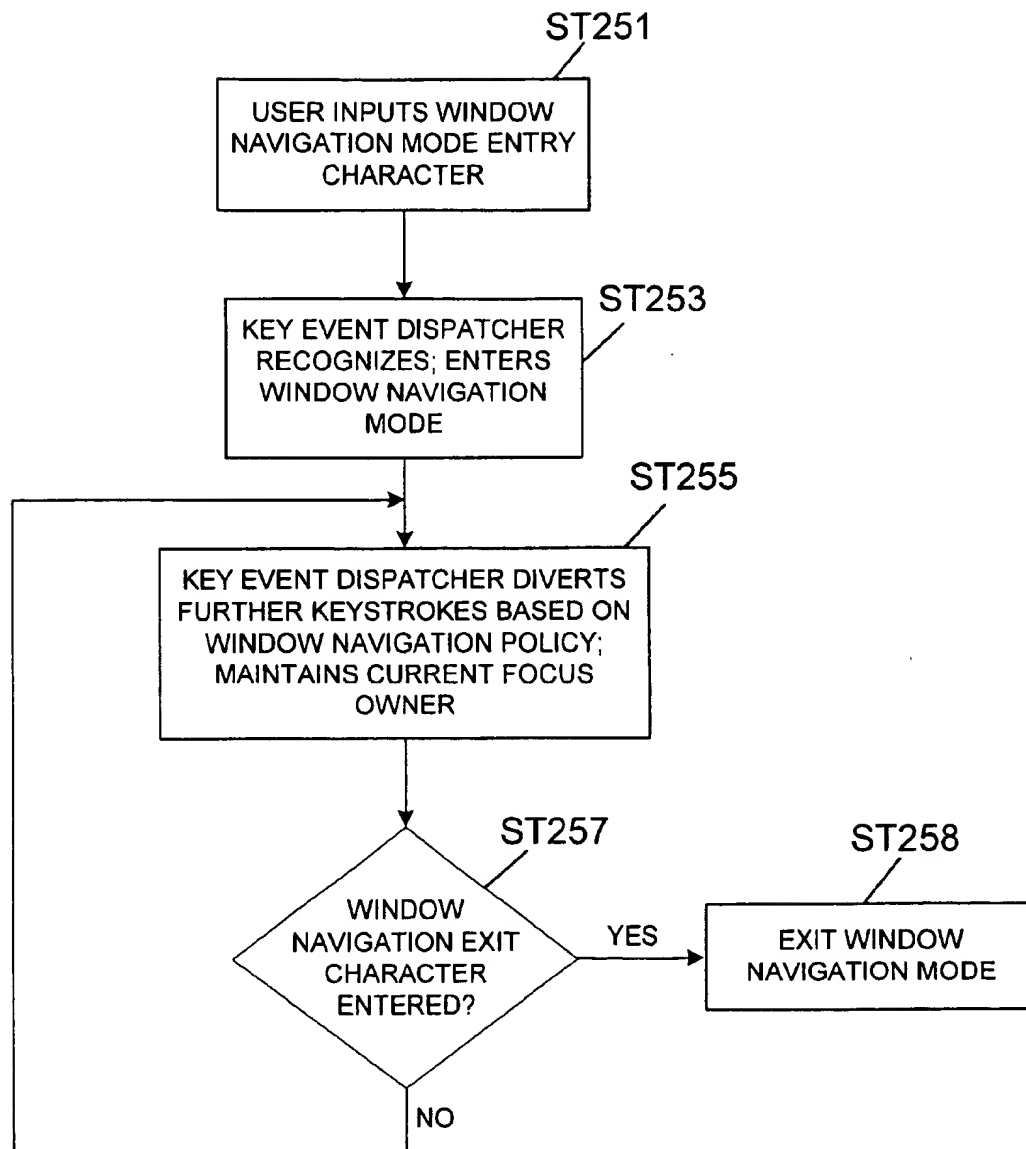 ST251
USER INPUTS WINDOW
NAVIGATION MODE ENTRY
CHARACTER
ST253
KEY EVENT DISPATCHER
RECOGNIZES; ENTERS
WINDOW NAVIGATION
MODE
ST255
KEY EVENT DISPATCHER DIVERTS
FURTHER KEYSTROKES BASED ON
WINDOW NAVIGATION POLICY;
MAINTAINS CURRENT FOCUS
OWNER
ST257
WINDOW
NAVIGATION EXIT
CHARACTER
ENTERED?
YES
ST258
EXIT WINDOW
NAVIGATION MODE
NO